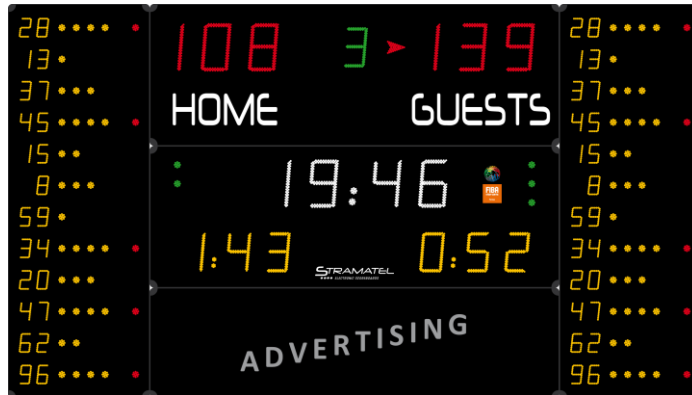 28 108 3 139 28
13 13
37 37
45 HOME GUESTS 45
15 15
8 19:46 FIBA 8
59 59
34 1:43 0:52 34
STRAMATEL
20 20
47 47
ADVERTISING
62 62
96 96